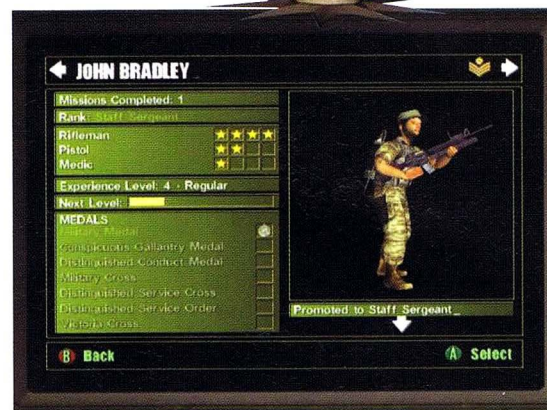 JOHN BRADLEY
Missions Completed: 1
Rank: Staff Sergeant
Rifleman
Pistol
Medic
Experience Level: 4 - Regular
Next Level:
MEDALS
Military Medal
Conspicuous Gallantry Medal
Distinguished Conduct Medal
Military Cross
Distinguished Service Cross
Distinguished Service Order
Victoria Cross
Promoted to Staff Sergeant_
B Back
A Select